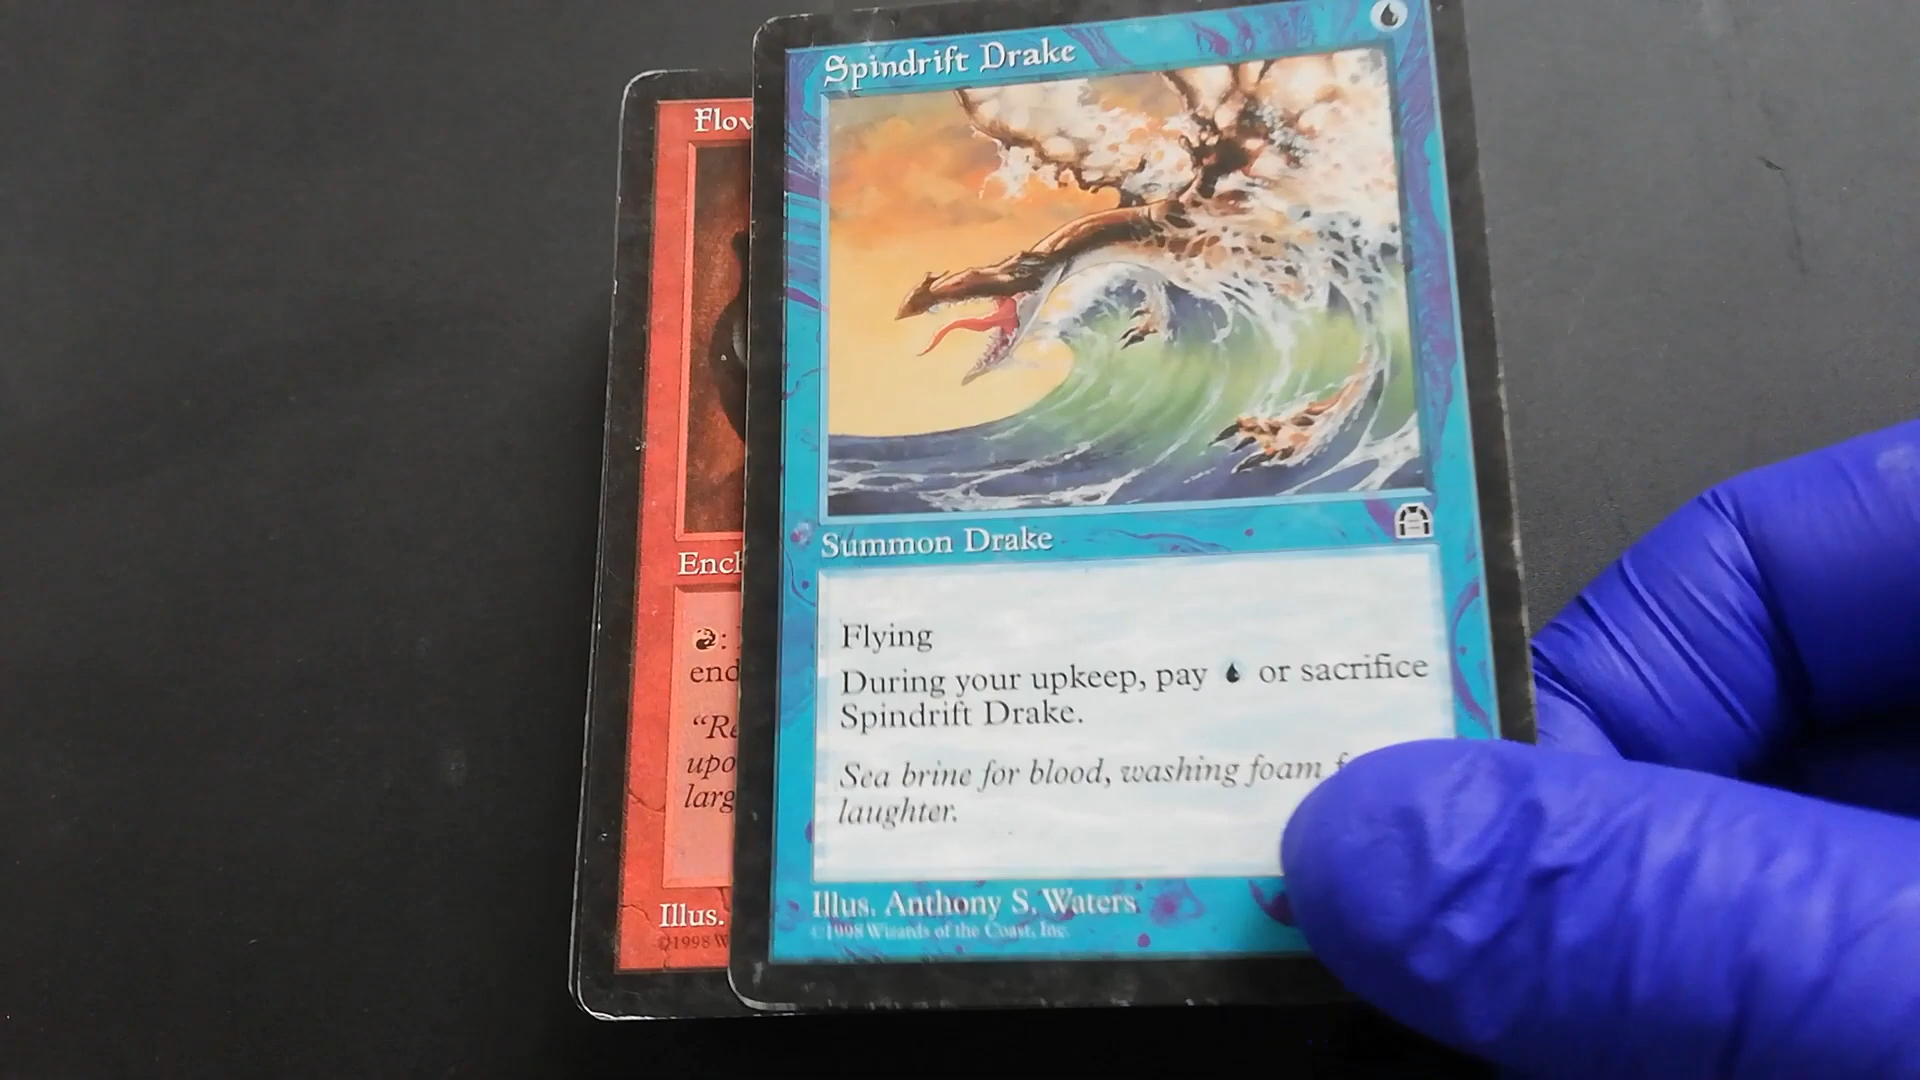 Spindrift Drake
Summon Drake
Flying
During your upkeep, pay or sacrifice
Spindrift Drake.
Sea brine for blood, washing foam
laughter.
Illus. Anthony S. Waters
©1998 Wizards of the Coast, Inc.
Flow
Ench
:
end
“Re
upo
larg
Illus.
©1998 W